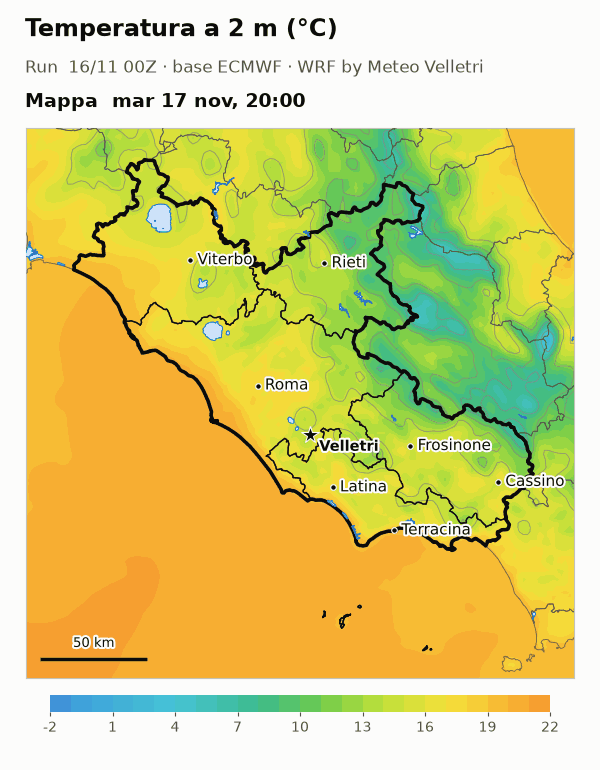 Temperatura a 2 m (°C)
Run  16/11 00Z · base ECMWF · WRF by Meteo Velletri
Mappa  mar 17 nov, 20:00
Viterbo
Rieti
Roma
Velletri
Frosinone
Latina
Cassino
Terracina
50 km
-2 1 4 7 10 13 16 19 22